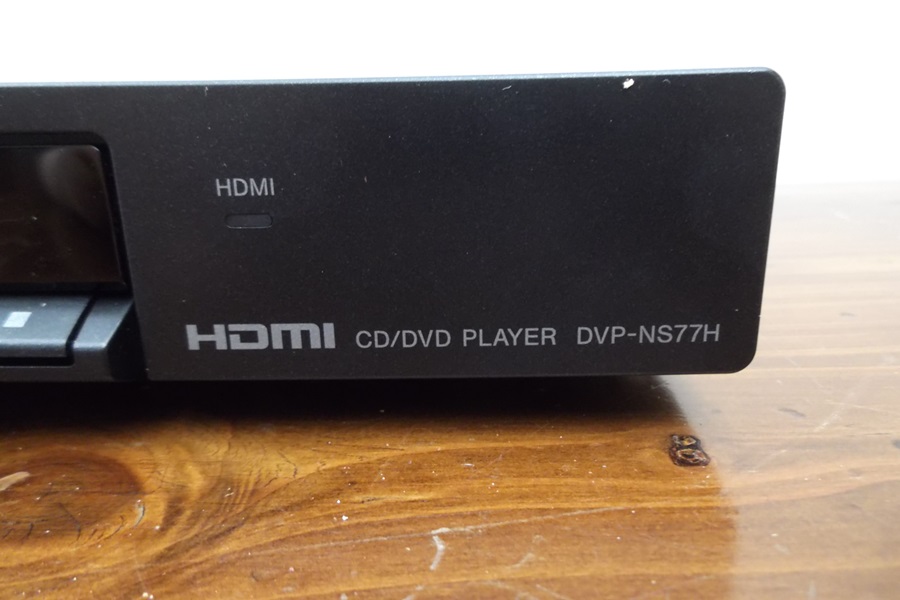 HDMI
HDMI CD/DVD PLAYER DVP-NS77H